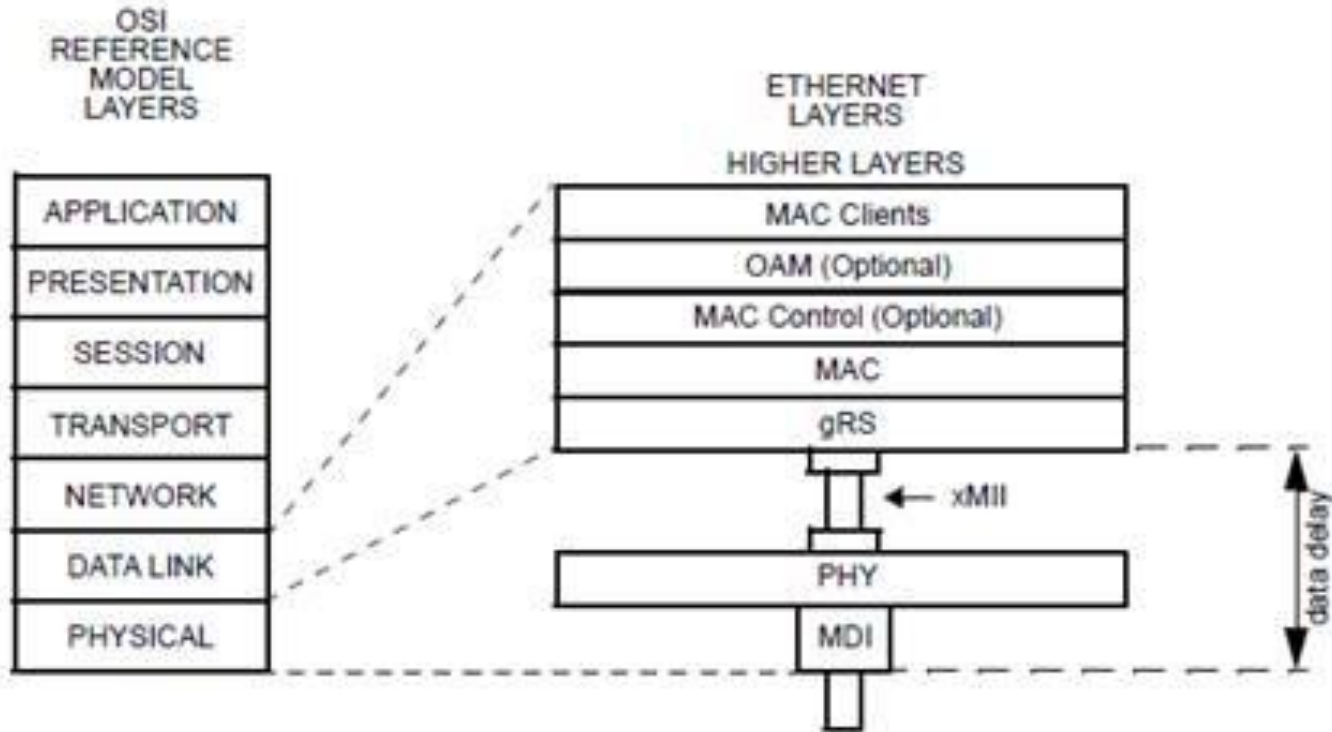 OSI
REFERENCE
MODEL
LAYERS
APPLICATION
PRESENTATION
SESSION
TRANSPORT
NETWORK
DATA LINK
PHYSICAL
ETHERNET
LAYERS
HIGHER LAYERS
MAC Clients
OAM (Optional)
MAC Control (Optional)
MAC
gRS
xMII
PHY
MDI
data delay